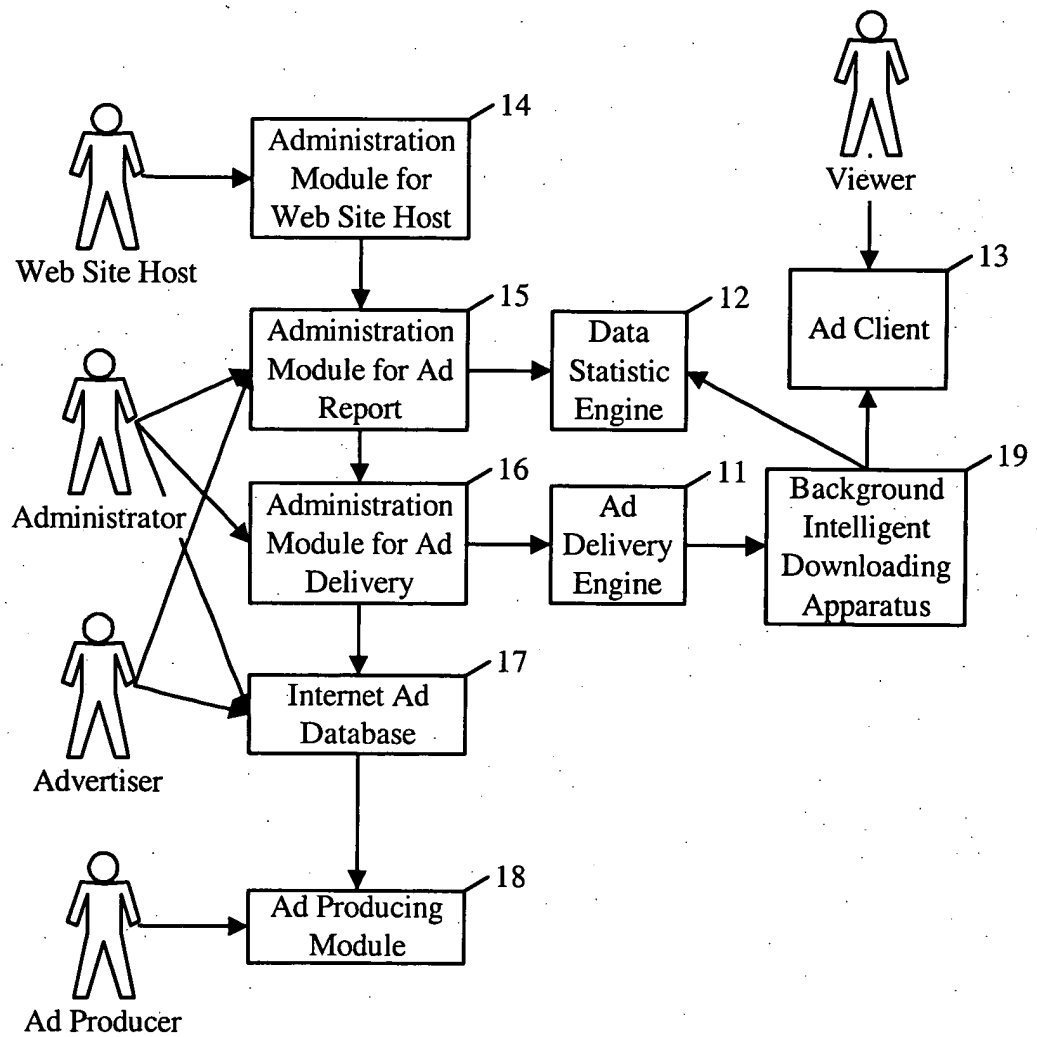 14
Administration
Module for
Web Site Host
Web Site Host
Viewer
13
Ad Client
15
Administration
Module for Ad
Report
12
Data
Statistic
Engine
Administrator
16
Administration
Module for Ad
Delivery
11
Ad
Delivery
Engine
19
Background
Intelligent
Downloading
Apparatus
17
Internet Ad
Database
Advertiser
18
Ad Producing
Module
Ad Producer